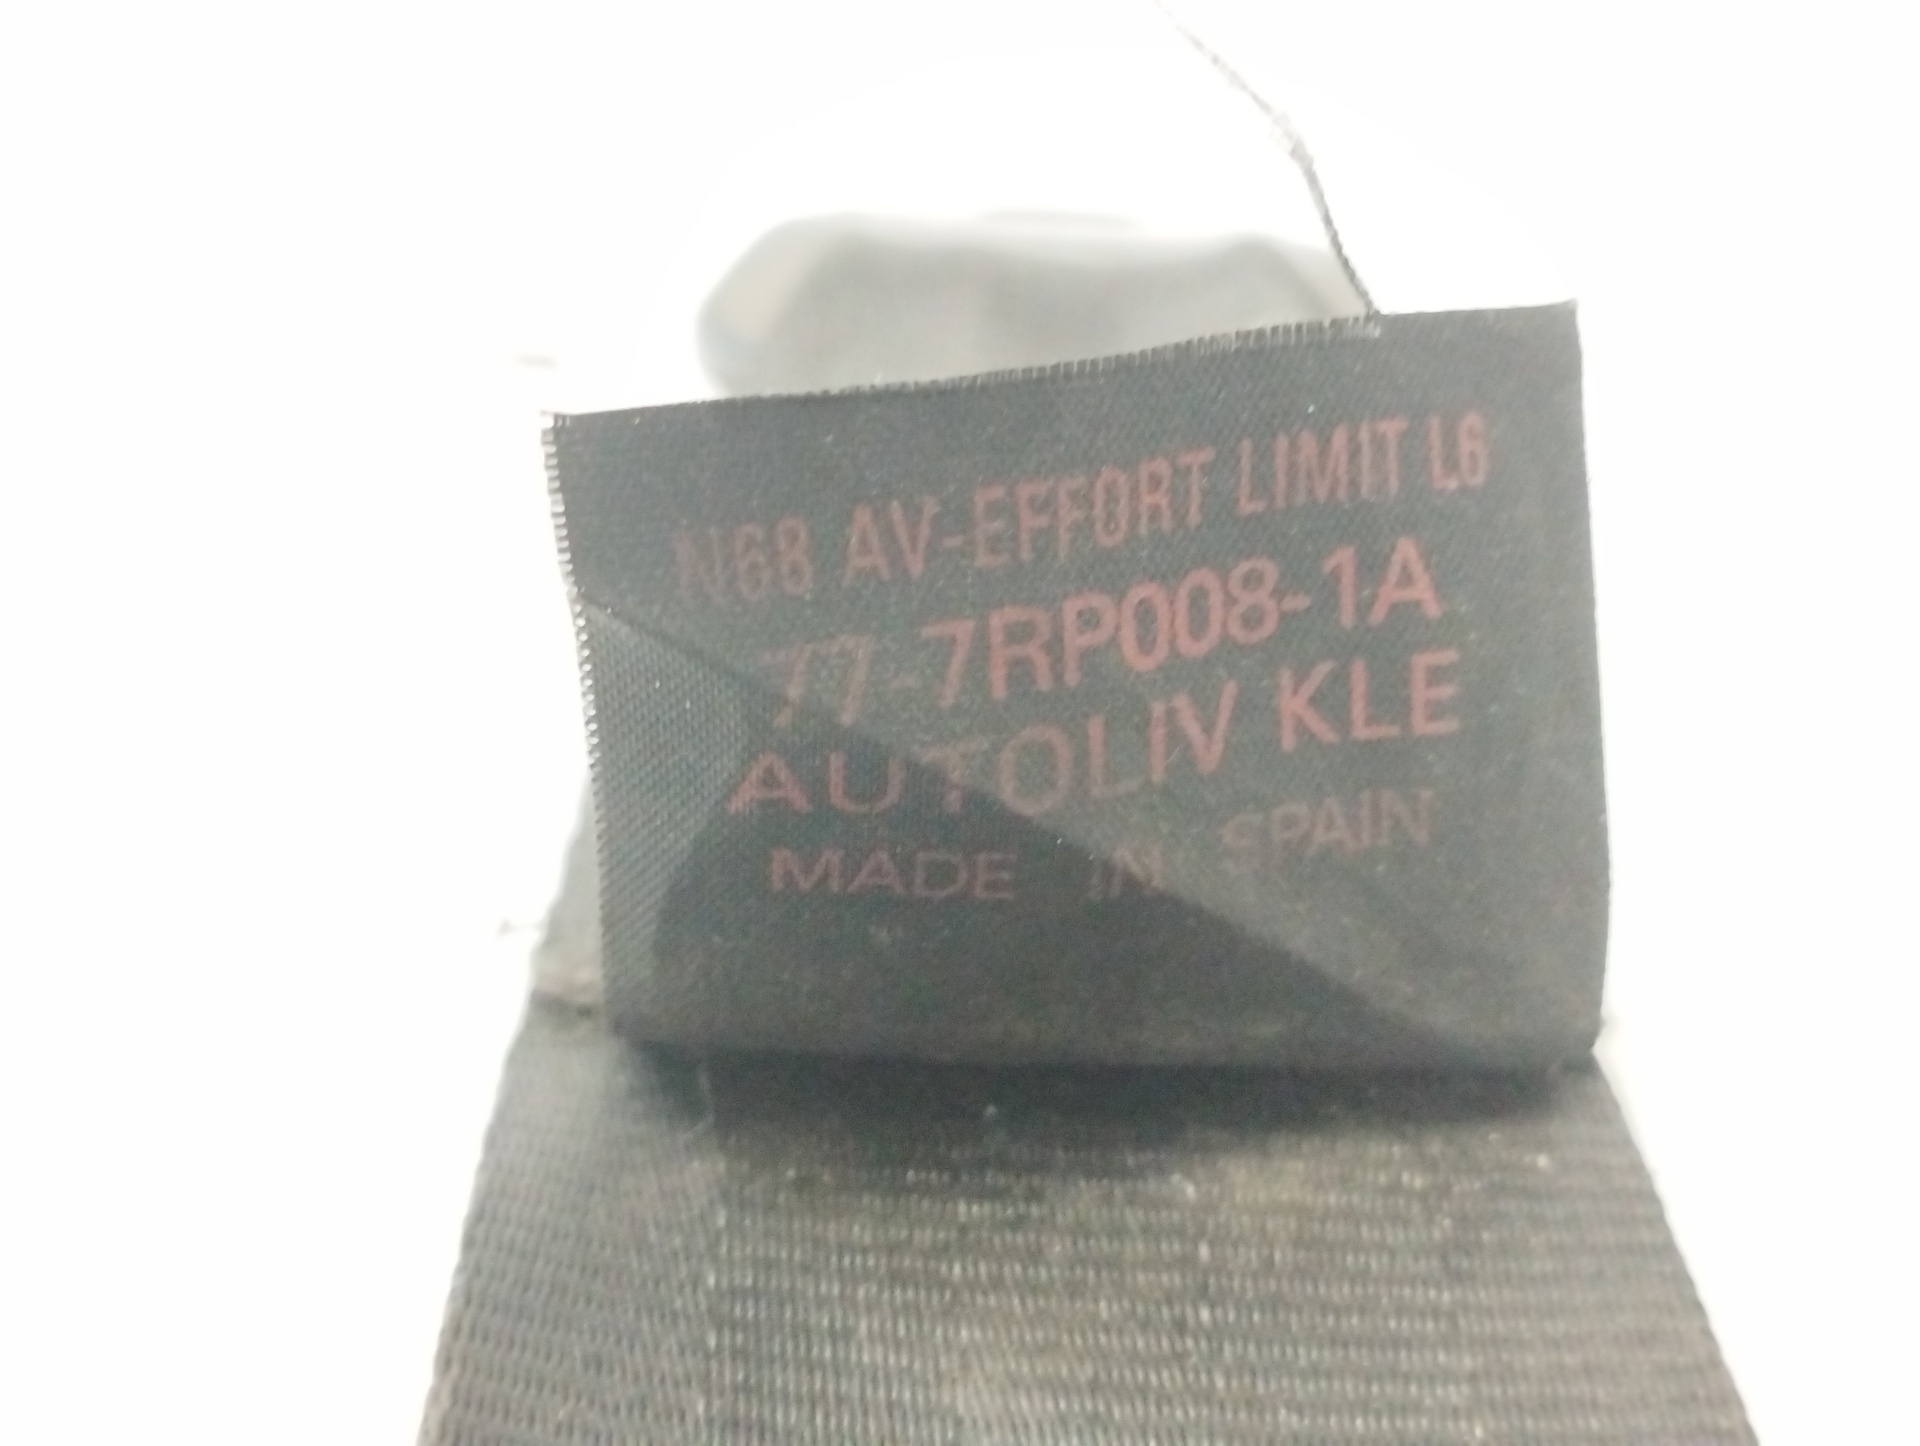 N68 AV-EFFORT LIMIT L6
77-7RP008-1A
AUTOLIV KLE
MADE IN SPAIN